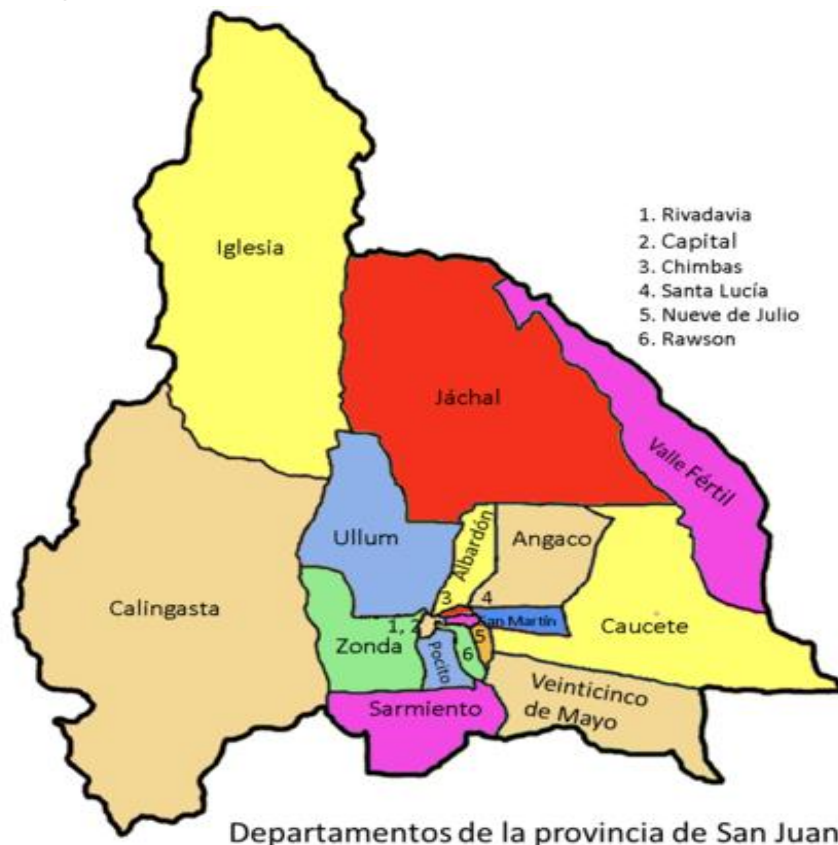 Iglesia
1. Rivadavia
2. Capital
3. Chimbas
4. Santa Lucía
5. Nueve de Julio
6. Rawson
Jáchal
Valle Fértil
Ullum
Albardón
Angaco
Calingasta
3
4
San Martín
1, 2
Caucete
Zonda
Pocito
6
5
Veinticinco
de Mayo
Sarmiento
Departamentos de la provincia de San Juan